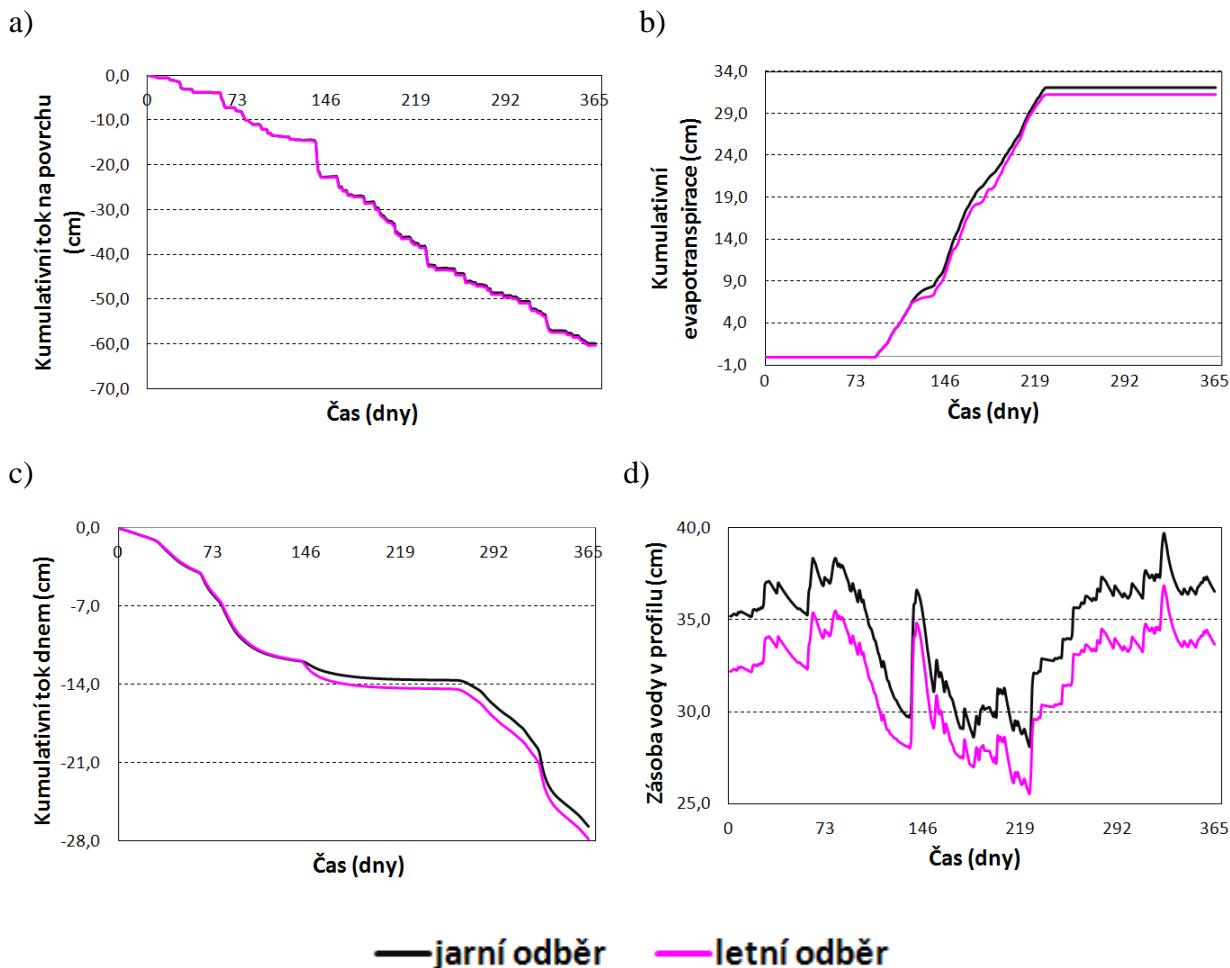 a)
Kumulativní tok na povrchu
(cm)
0,0
-10,0
-20,0
-30,0
-40,0
-50,0
-60,0
-70,0
0 73 146 219 292 365
Čas (dny)
b)
Kumulativní
evapotranspirace (cm)
34,0
29,0
24,0
19,0
14,0
9,0
4,0
-1,0
0 73 146 219 292 365
Čas (dny)
c)
Kumulativní tok dnem (cm)
0,0
-7,0
-14,0
-21,0
-28,0
0 73 146 219 292 365
Čas (dny)
d)
Zásoba vody v profilu (cm)
40,0
35,0
30,0
25,0
0 73 146 219 292 365
Čas (dny)
jarní odběr letní odběr